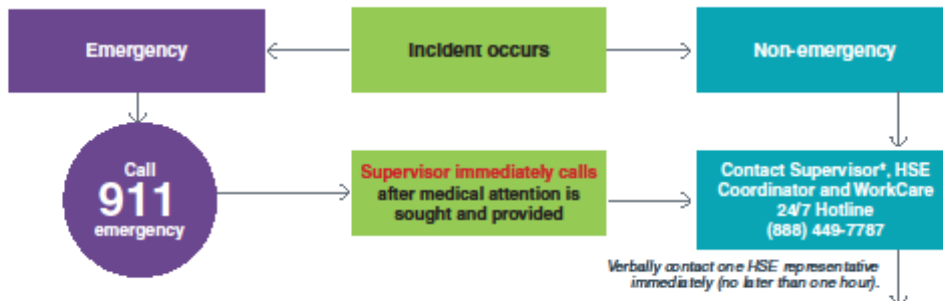 Emergency
Incident occurs
Non-emergency
Call
911
emergency
Supervisor immediately calls
after medical attention is
sought and provided
Contact Supervisor*, HSE
Coordinator and WorkCare
24/7 Hotline
(888) 449-7787
Verbally contact one HSE representative
immediately (no later than one hour).